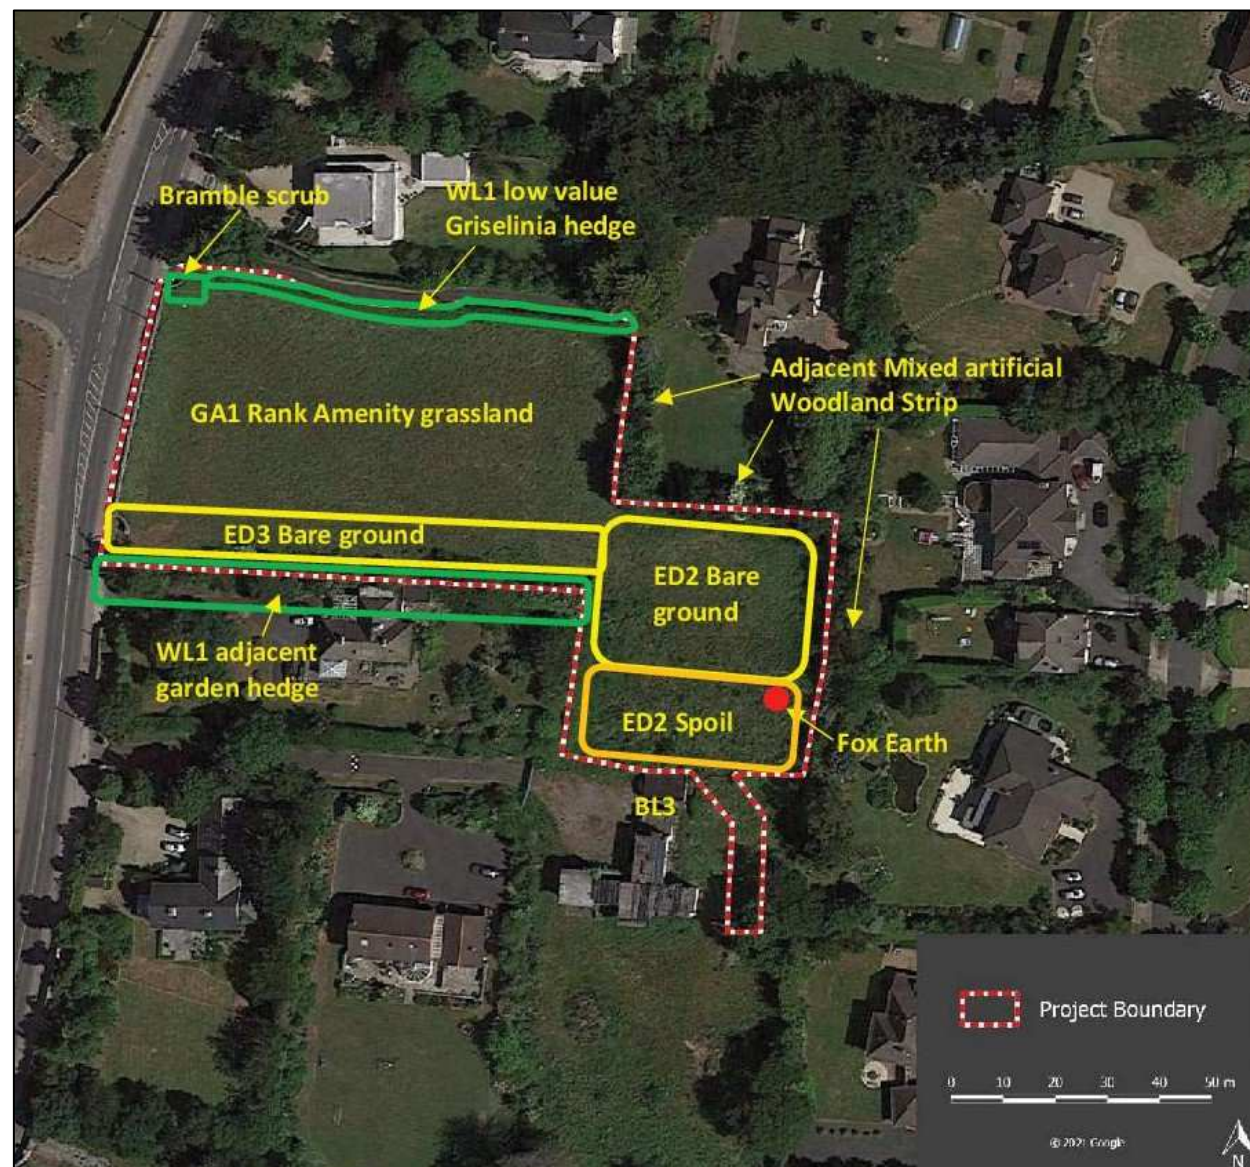 Bramble scrub
WL1 low value
Griselinia hedge
Adjacent Mixed artificial
Woodland Strip
GA1 Rank Amenity grassland
ED3 Bare ground
ED2 Bare
ground
WL1 adjacent
garden hedge
ED2 Spoil
Fox Earth
BL3
Project Boundary
0 10 20 30 40 50 m
© 2021 Google
N